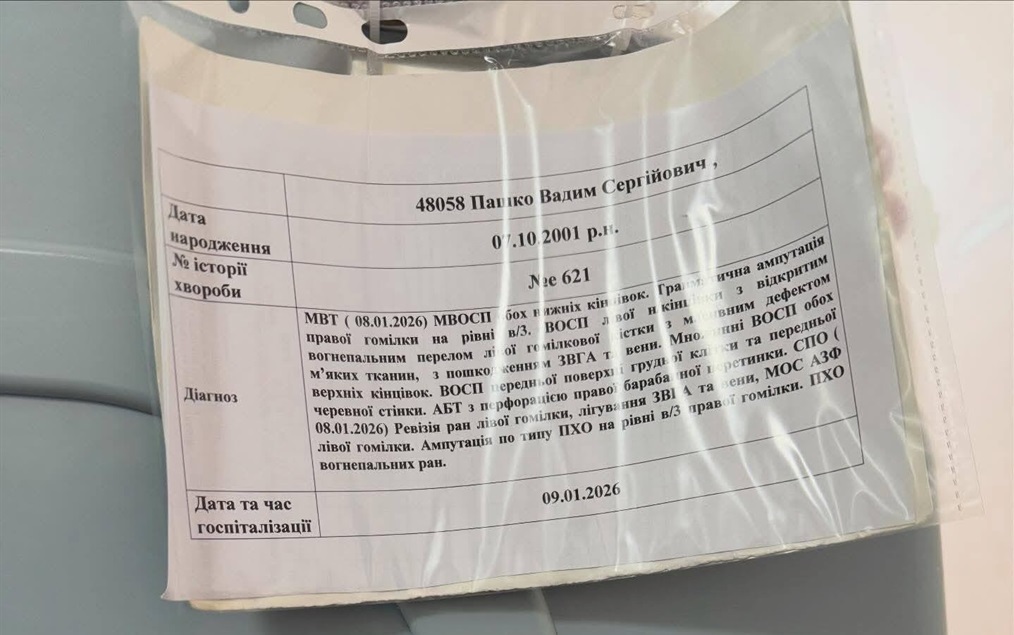 48058 Пашко Вадим Сергійович ,
Дата народження
07.10.2001 р.н.
№ історії хвороби
№е 621
Діагноз
МВТ ( 08.01.2026) МВОСП обох нижніх кінцівок. Травматична ампутація
правої гомілки на рівні в/3. ВОСП лівої н кінцівки з відкритим
вогнепальним перелом лівої гомілкової кістки з масивним дефектом
м’яких тканин, з пошкодженням ЗВГА та вени. Множинні ВОСП обох
верхніх кінцівок. ВОСП передньої поверхні грудної клітки та передньої
черевної стінки. АБТ з перфорацією правої барабанної перетинки. СПО (
08.01.2026) Ревізія ран лівої гомілки, лігування ЗВГА та вени, МОС АЗФ
лівої гомілки. Ампутація по типу ПХО на рівні в/3 правої гомілки. ПХО
вогнепальних ран.
Дата та час госпіталізації
09.01.2026